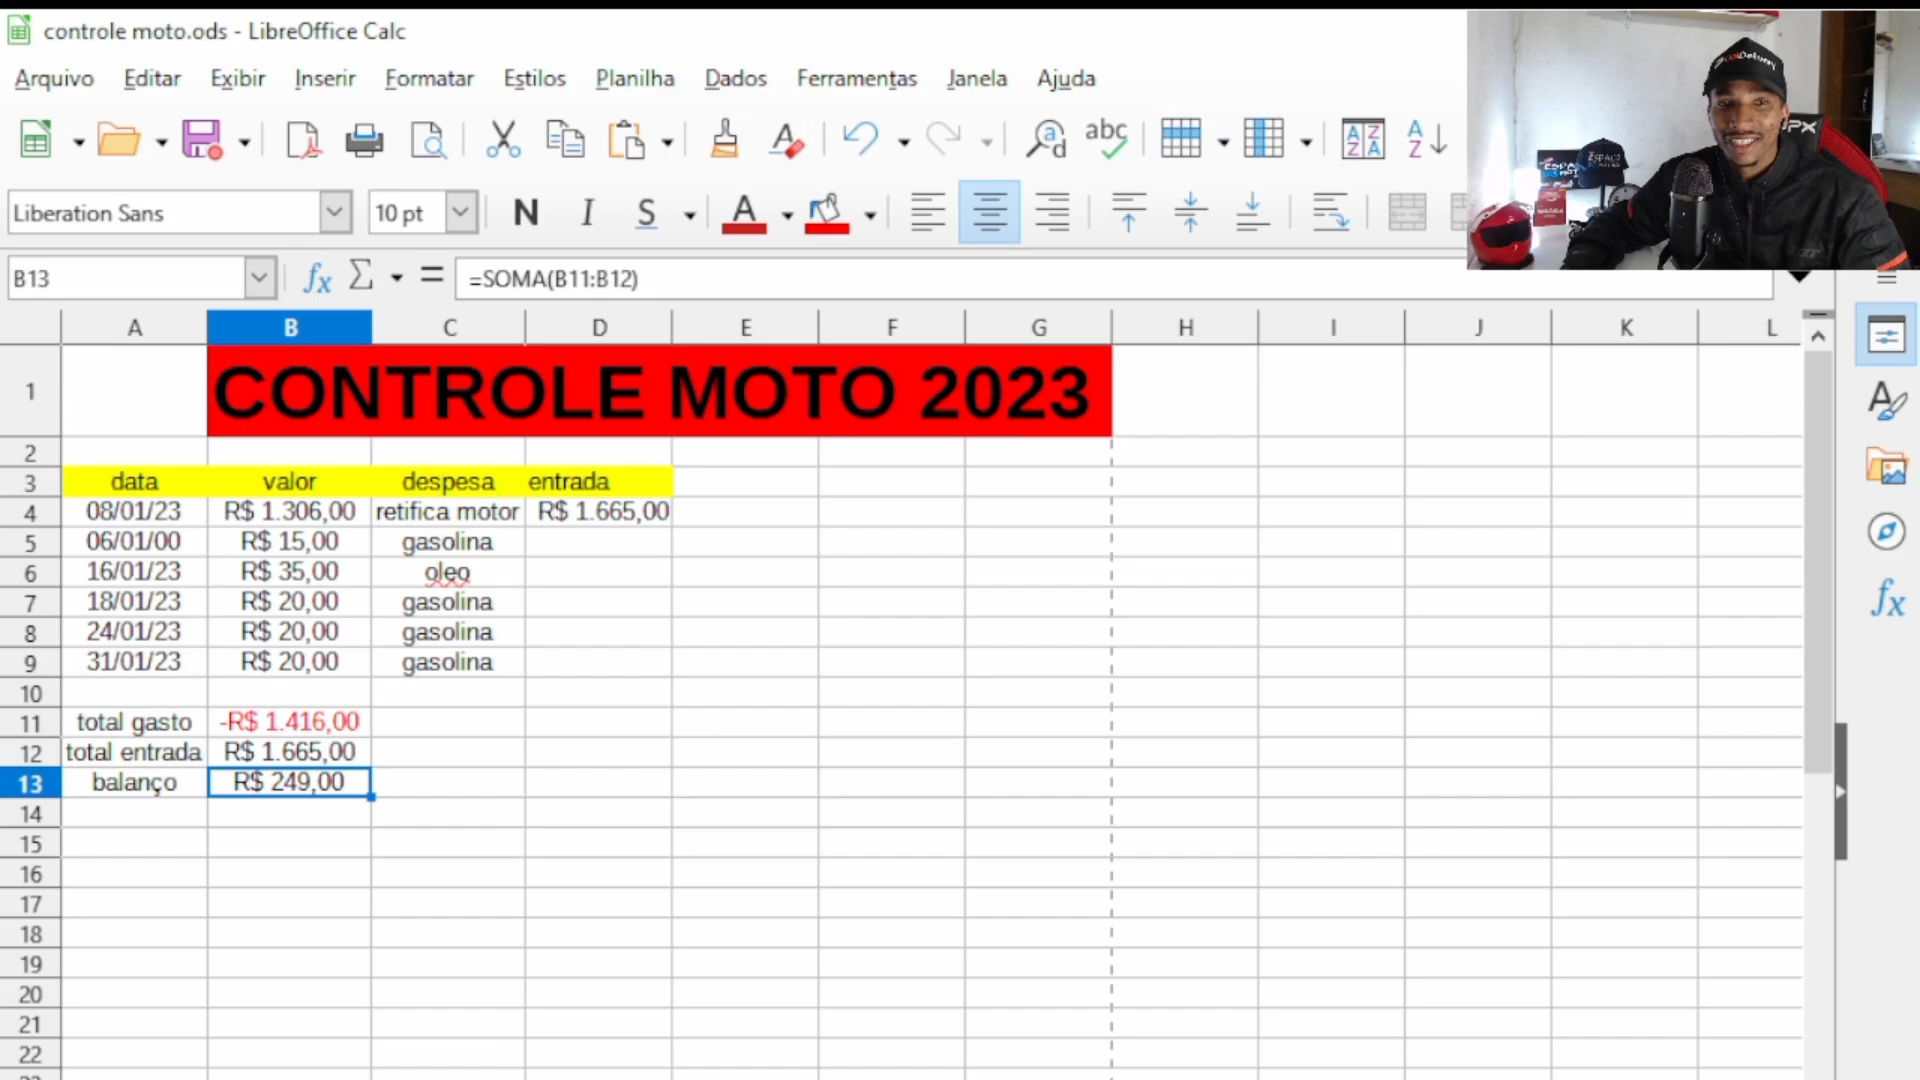 controle moto.ods - LibreOffice Calc
Arquivo Editar Exibir Inserir Formatar Estilos Planilha Dados Ferramentas Janela Ajuda
abc
Liberation Sans 10 pt N I S A
B13 fx Σ = =SOMA(B11:B12)
A B C D E F G H I J K L
1 CONTROLE MOTO 2023
2
3 data valor despesa entrada
4 08/01/23 R$ 1.306,00 retifica motor R$ 1.665,00
5 06/01/00 R$ 15,00 gasolina
6 16/01/23 R$ 35,00 oleo
7 18/01/23 R$ 20,00 gasolina
8 24/01/23 R$ 20,00 gasolina
9 31/01/23 R$ 20,00 gasolina
10
11 total gasto -R$ 1.416,00
12 total entrada R$ 1.665,00
13 balanço R$ 249,00
14
15
16
17
18
19
20
21
22